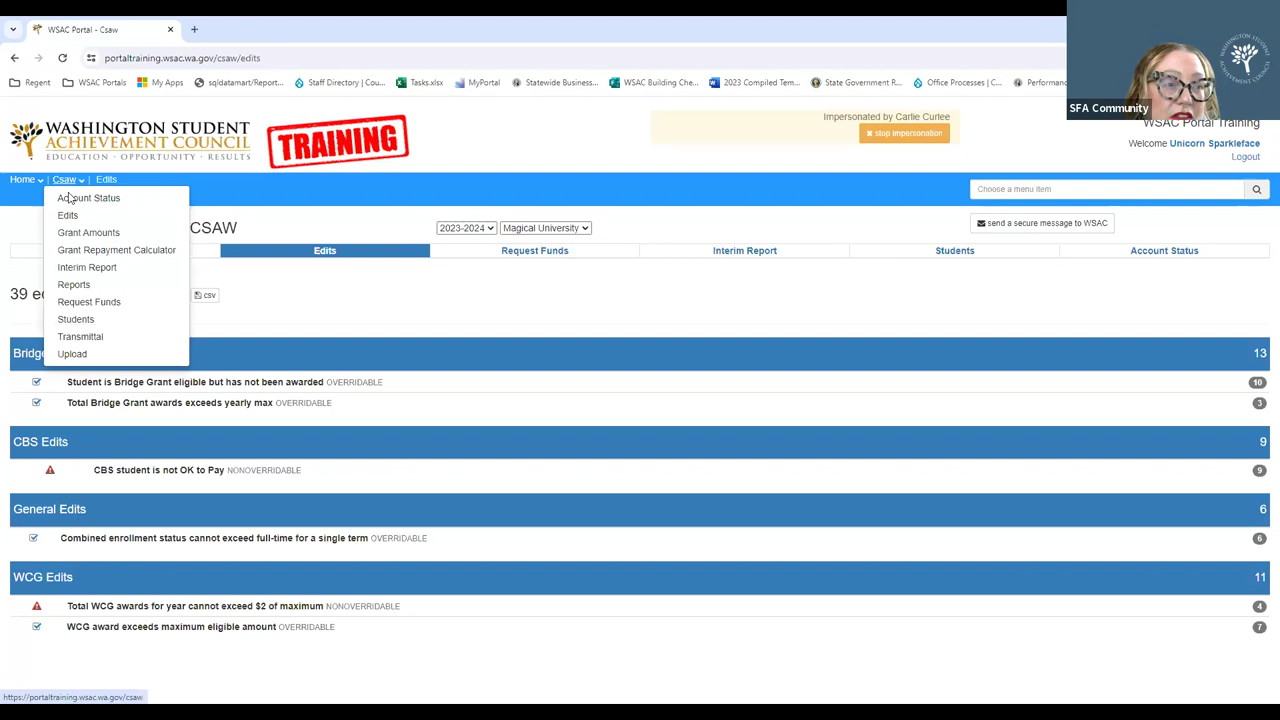 WSAC Portal - Csaw
portaltraining.wsac.wa.gov/csaw/edits
Regent
WSAC Portals
My Apps
sqldatamart/Report...
Staff Directory | Cou...
Tasks.xlsx
MyPortal
Statewide Business...
WSAC Building Che...
2023 Compiled Tem...
State Government R...
Office Processes | C...
Performanc
SFA Community
WASHINGTON STUDENT
ACHIEVEMENT COUNCIL
EDUCATION · OPPORTUNITY · RESULTS
TRAINING
Impersonated by Carlie Curlee
stop impersonation
WSAC Portal Training
Welcome Unicorn Sparkleface
Logout
Home | Csaw | Edits
Choose a menu item
Account Status
Edits
Grant Amounts
Grant Repayment Calculator
Interim Report
Reports
Request Funds
Students
Transmittal
Upload
CSAW
2023-2024
Magical University
send a secure message to WSAC
Edits
Request Funds
Interim Report
Students
Account Status
39
csv
13
Student is Bridge Grant eligible but has not been awarded OVERRIDABLE 10
Total Bridge Grant awards exceeds yearly max OVERRIDABLE 3
CBS Edits 9
CBS student is not OK to Pay NONOVERRIDABLE 9
General Edits 6
Combined enrollment status cannot exceed full-time for a single term OVERRIDABLE 6
WCG Edits 11
Total WCG awards for year cannot exceed $2 of maximum NONOVERRIDABLE 4
WCG award exceeds maximum eligible amount OVERRIDABLE 7
https://portaltraining.wsac.wa.gov/csaw